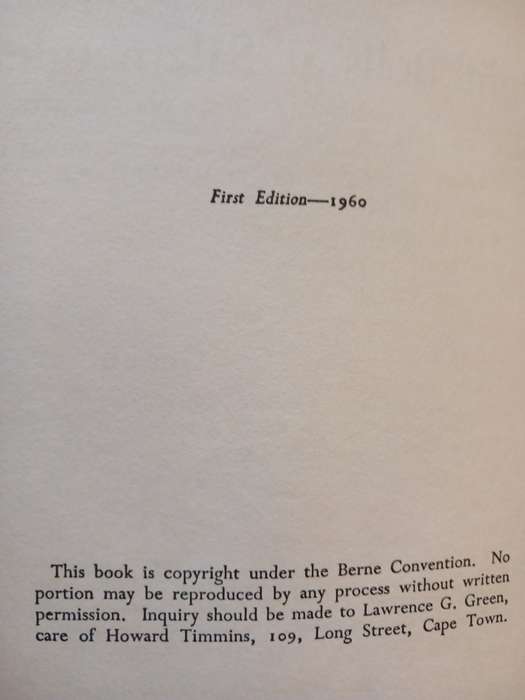 First Edition—1960
This book is copyright under the Berne Convention. No
portion may be reproduced by any process without written
permission. Inquiry should be made to Lawrence G. Green,
care of Howard Timmins, 109, Long Street, Cape Town.